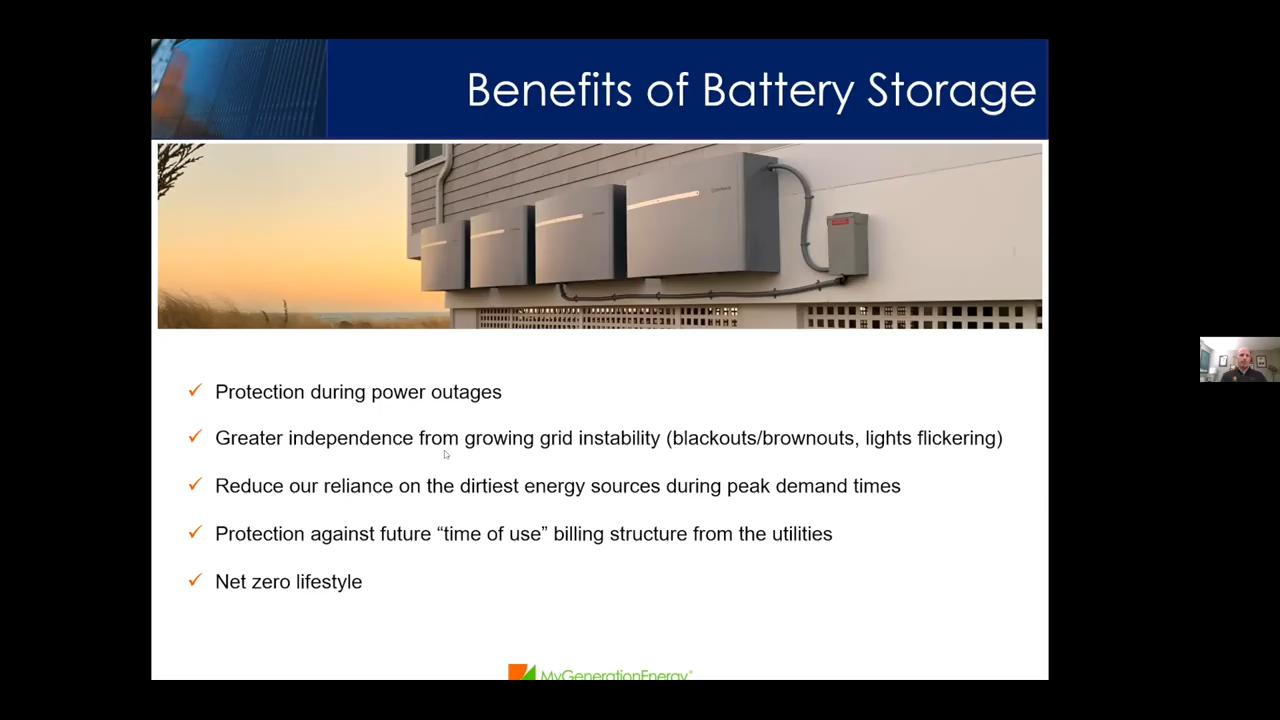 Benefits of Battery Storage
Protection during power outages
Greater independence from growing grid instability (blackouts/brownouts, lights flickering)
Reduce our reliance on the dirtiest energy sources during peak demand times
Protection against future “time of use” billing structure from the utilities
Net zero lifestyle
MyGenerationEnergy